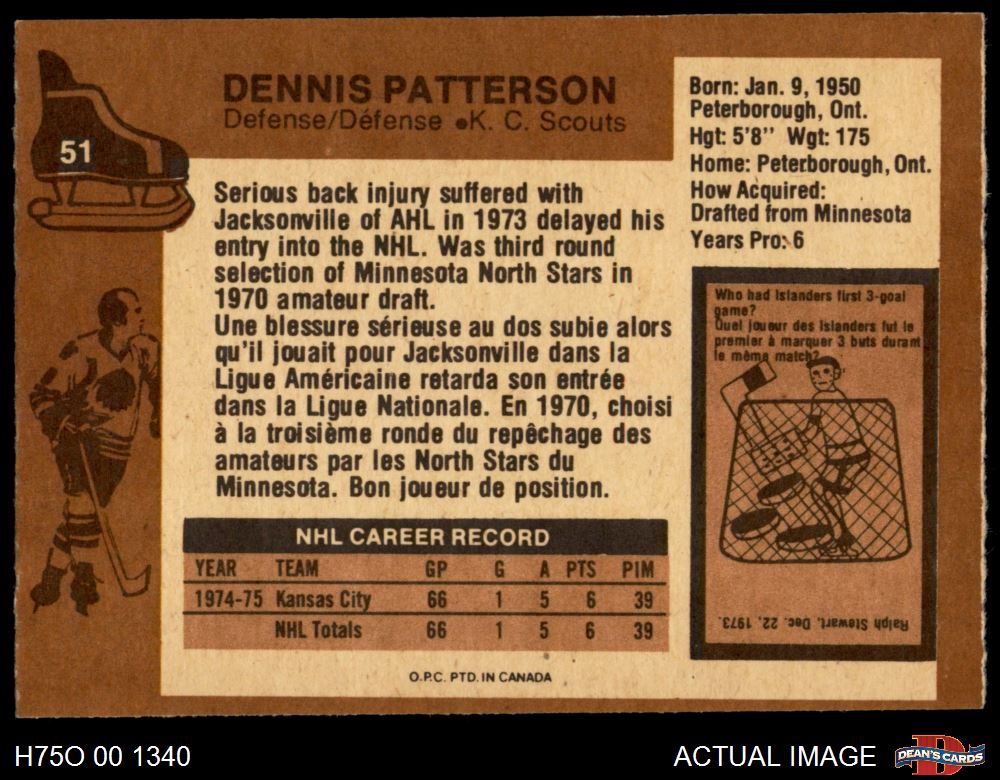 51
DENNIS PATTERSON
Defense/Défense •K. C. Scouts
Born: Jan. 9, 1950
Peterborough, Ont.
Hgt: 5'8" Wgt: 175
Home: Peterborough, Ont.
How Acquired:
Drafted from Minnesota
Years Pro: 6
Serious back injury suffered with
Jacksonville of AHL in 1973 delayed his
entry into the NHL. Was third round
selection of Minnesota North Stars in
1970 amateur draft.
Une blessure sérieuse au dos subie alors
qu'il jouait pour Jacksonville dans la
Ligue Américaine retarda son entrée
dans la Ligue Nationale. En 1970, choisi
à la troisième ronde du repêchage des
amateurs par les North Stars du
Minnesota. Bon joueur de position.
Who had Islanders first 3-goal
game?
Quel joueur des Islanders fut le
premier à marquer 3 buts durant
le même match?
Ralph Stewart, Dec. 22, 1973.
NHL CAREER RECORD
YEAR TEAM GP G A PTS PIM
1974-75 Kansas City 66 1 5 6 39
NHL Totals 66 1 5 6 39
O.P.C. PTD. IN CANADA
H75O 00 1340
ACTUAL IMAGE
D
DEAN'S CARDS